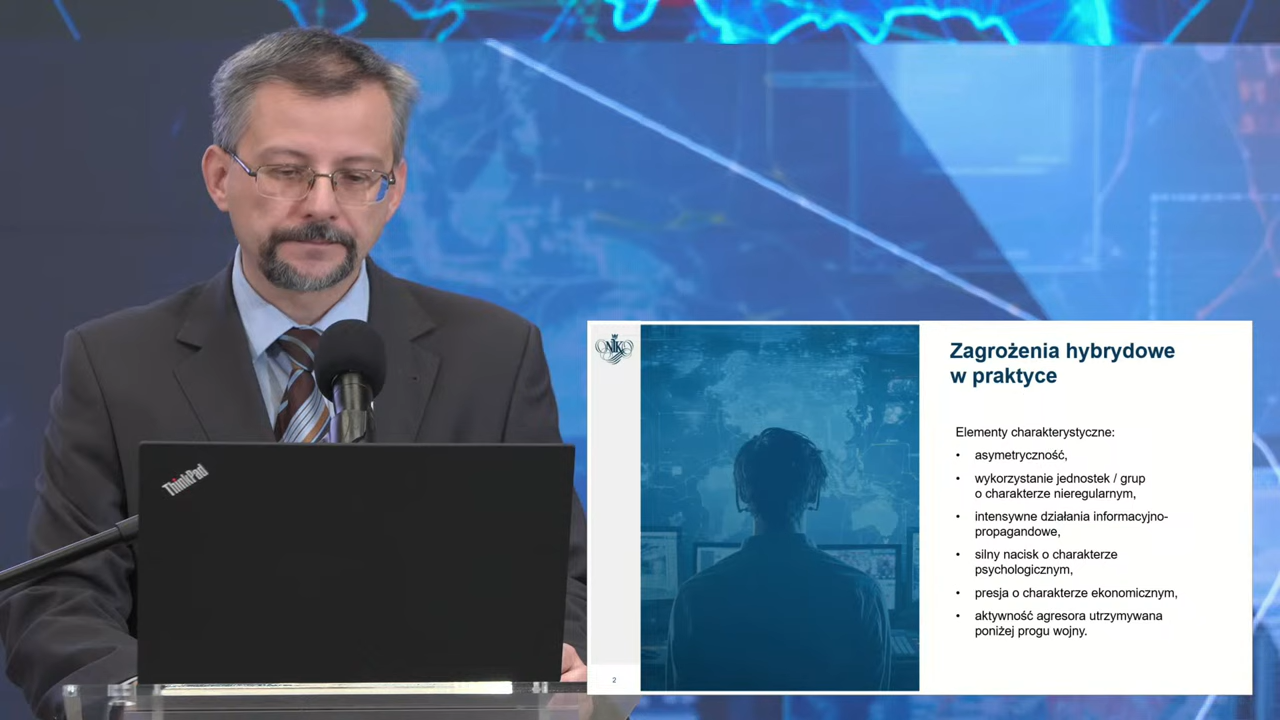 ThinkPad
NIK
Zagrożenia hybrydowe
w praktyce
Elementy charakterystyczne:
• asymetryczność,
• wykorzystanie jednostek / grup
o charakterze nieregularnym,
• intensywne działania informacyjno-
propagandowe,
• silny nacisk o charakterze
psychologicznym,
• presja o charakterze ekonomicznym,
• aktywność agresora utrzymywana
poniżej progu wojny.
2